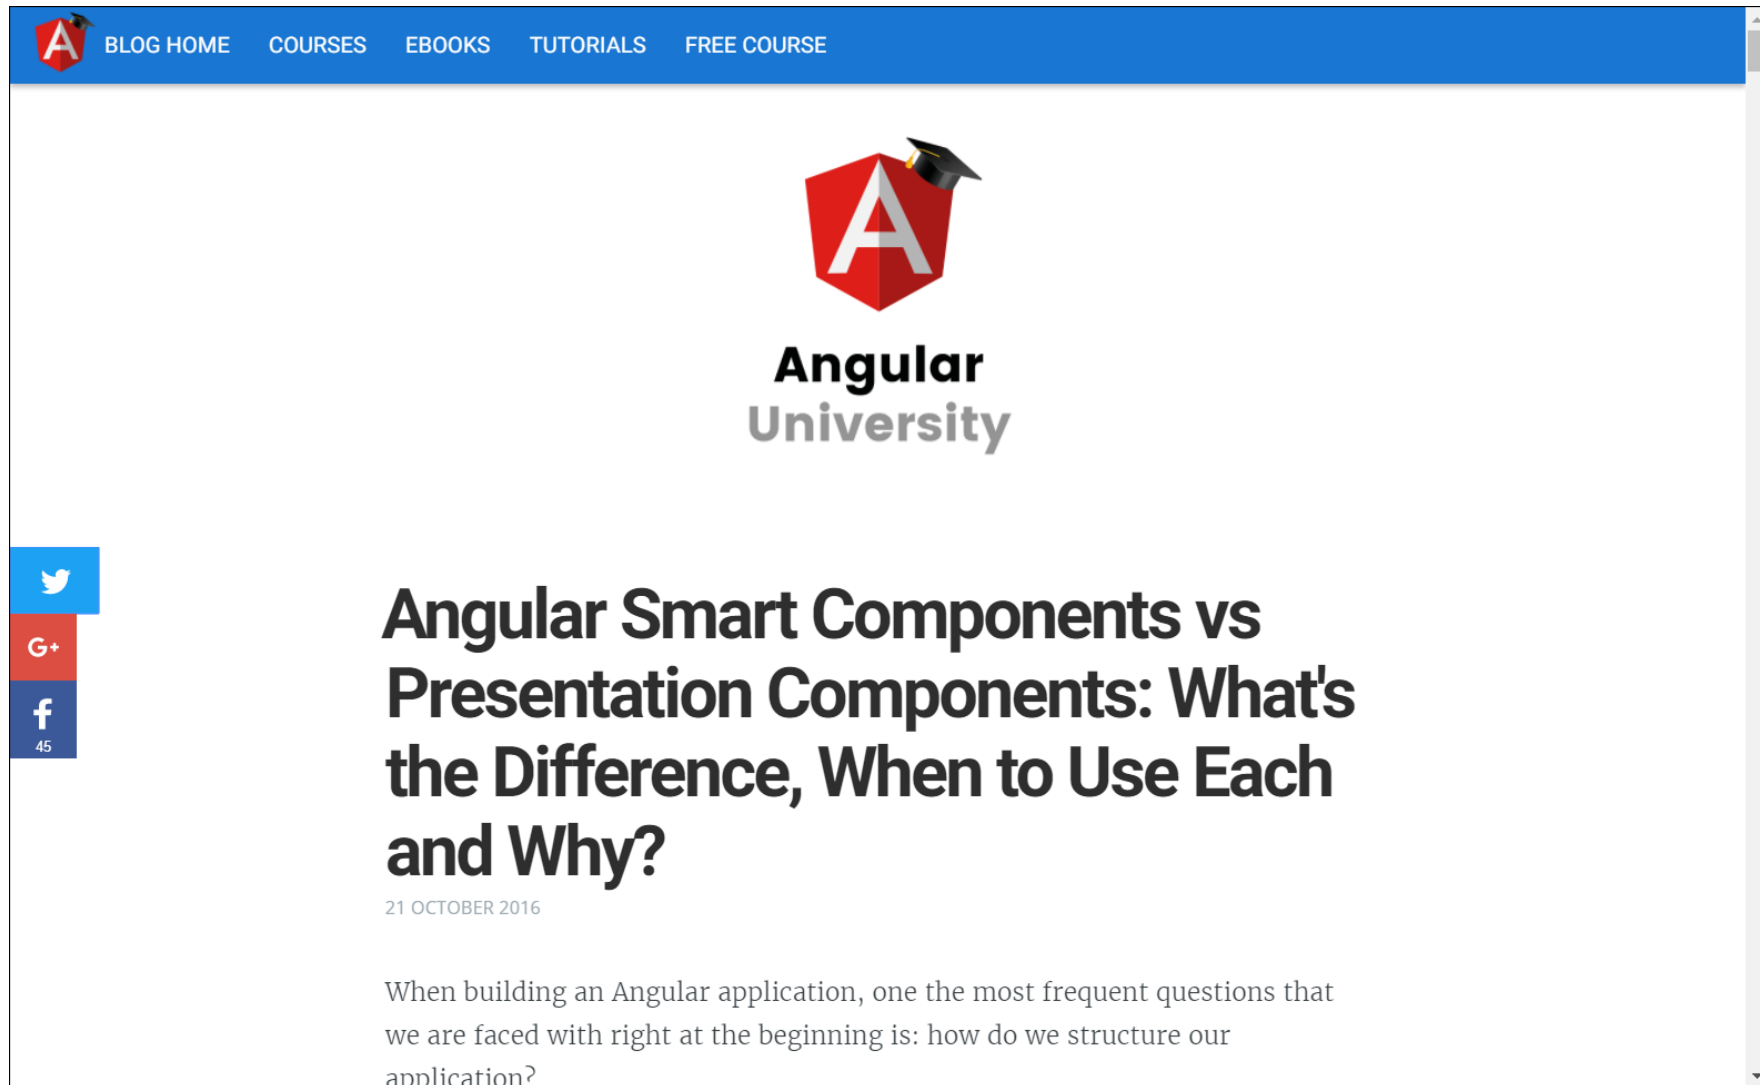 BLOG HOME COURSES EBOOKS TUTORIALS FREE COURSE
Angular
University
G+
45
Angular Smart Components vs
Presentation Components: What's
the Difference, When to Use Each
and Why?
21 OCTOBER 2016
When building an Angular application, one the most frequent questions that
we are faced with right at the beginning is: how do we structure our
application?